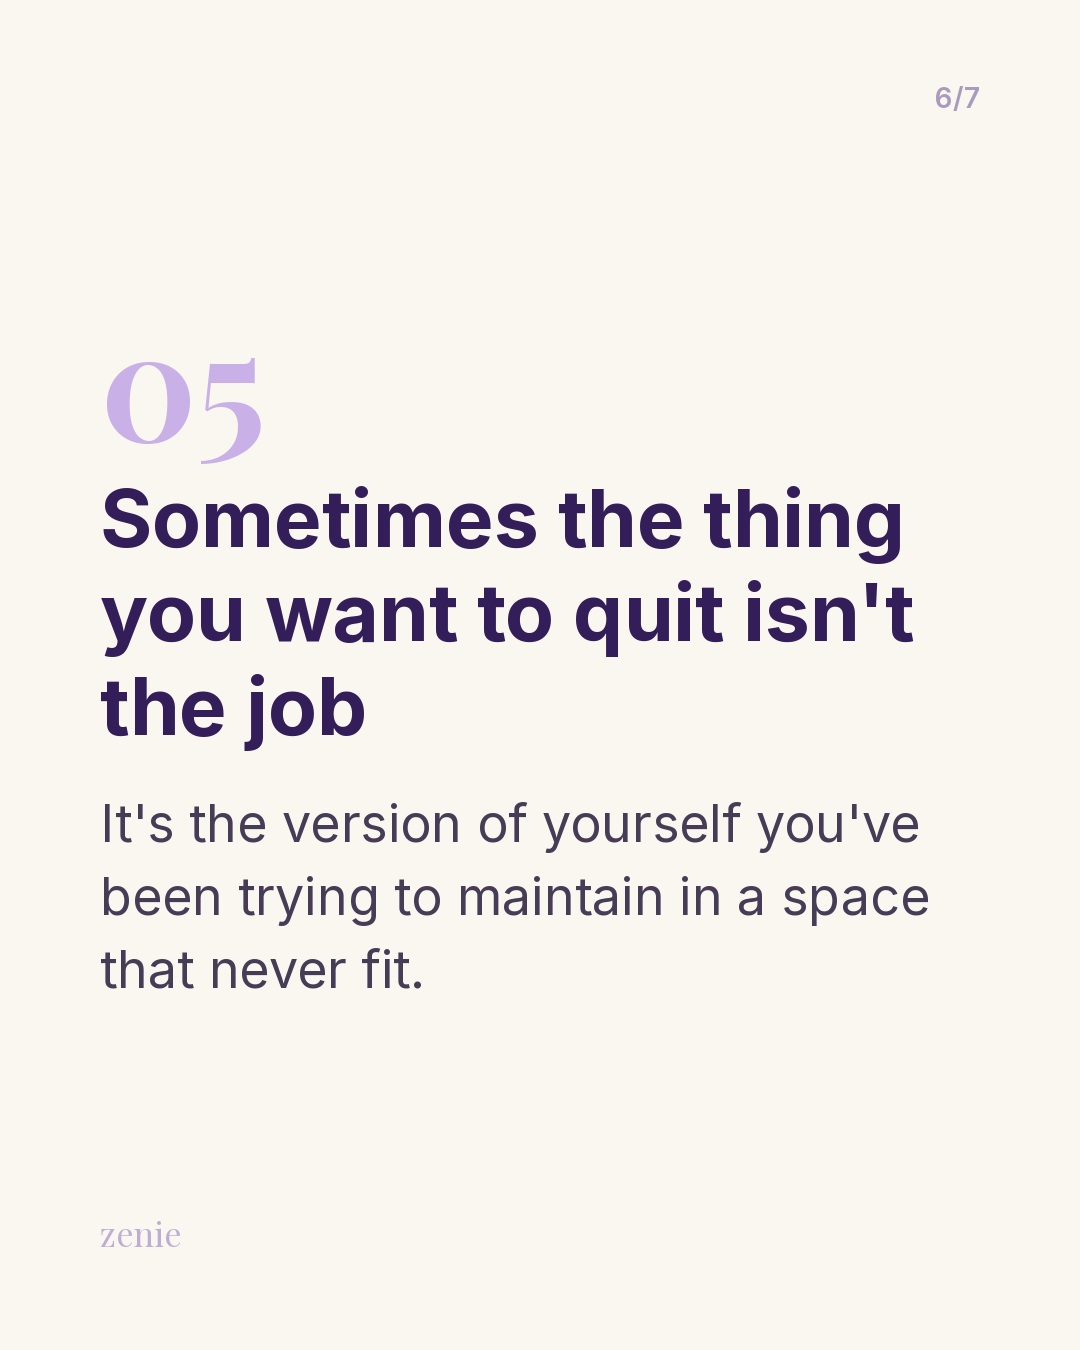 6/7
05
Sometimes the thing
you want to quit isn't
the job
It's the version of yourself you've
been trying to maintain in a space
that never fit.
zenie